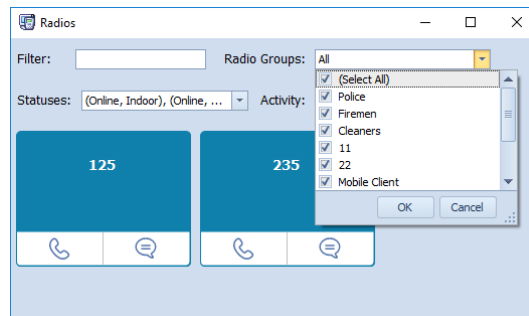 Radios
Filter:
Radio Groups: All
(Select All)
Statuses: (Online, Indoor), (Online, ... Activity:
Police
Firemen
Cleaners
11
22
Mobile Client
OK Cancel
125
235